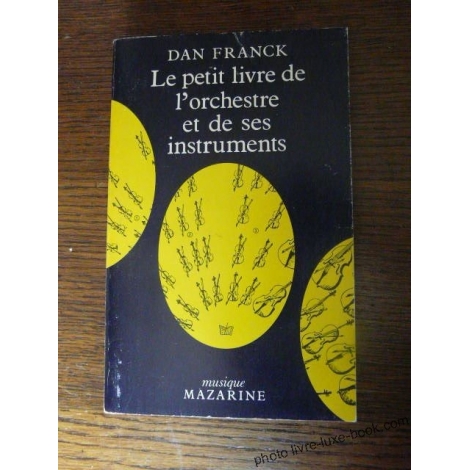 DAN FRANCK
Le petit livre de
l'orchestre
et de ses
instruments
musique
MAZARINE
photo livre-luxe-book.com